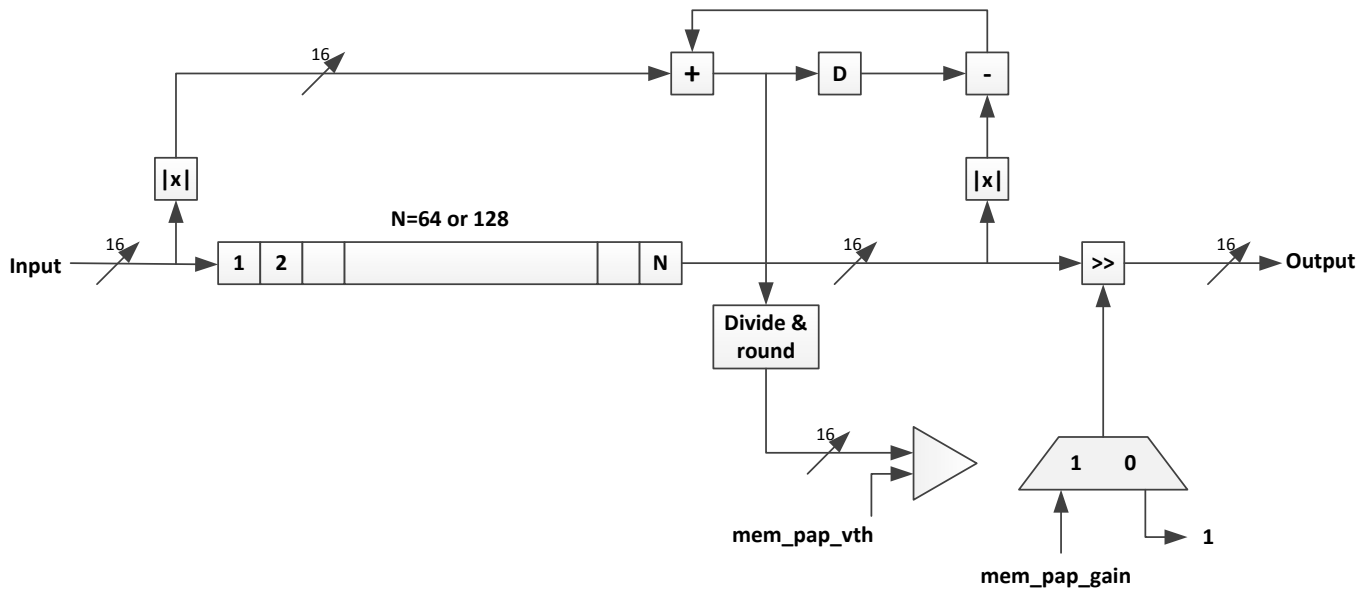 16
+
D
-
|x|
|x|
N=64 or 128
Input
16
1
2
N
16
>>
16
Output
Divide &
round
16
1
0
mem_pap_vth
1
mem_pap_gain